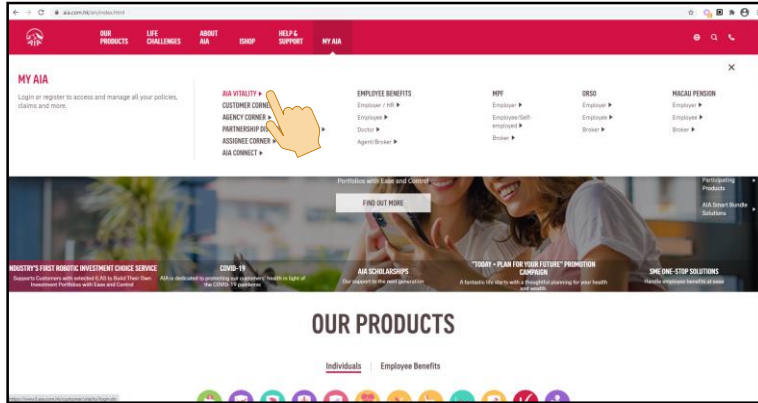 aia.com.hk/en/index.html
AIA
OUR PRODUCTS
LIFE CHALLENGES
ABOUT AIA
ISHOP
HELP & SUPPORT
MY AIA
MY AIA
Login or register to access and manage all your policies,
claims and more.
AIA VITALITY
CUSTOMER CORNE
AGENCY CORNER
PARTNERSHIP DI
ASSIGNEE CORNER
AIA CONNECT
EMPLOYEE BENEFITS
Employer / HR
Employee
Doctor
Agent/Broker
MPF
Employer
Employee/Self-
employed
Broker
ORSO
Employer
Employee
Broker
MACAU PENSION
Employer
Employee
Broker
Portfolios with Ease and Control
FIND OUT MORE
Participating
Products
AIA Smart Bundle
Solutions
NDUSTRY'S FIRST ROBOTIC INVESTMENT CHOICE SERVICE
Supports Customers with selected ILAS to Build Their Own
Investment Portfolios with Ease and Control
COVID-19
AIA is dedicated to protecting our customers' health in light of
the COVID-19 pandemic
AIA SCHOLARSHIPS
Our support to the next generation
"TODAY • PLAN FOR YOUR FUTURE" PROMOTION
CAMPAIGN
A fantastic life starts with a thoughtful planning for your health
and wealth
SME ONE-STOP SOLUTIONS
Handle employee benefits at ease
OUR PRODUCTS
Individuals
Employee Benefits